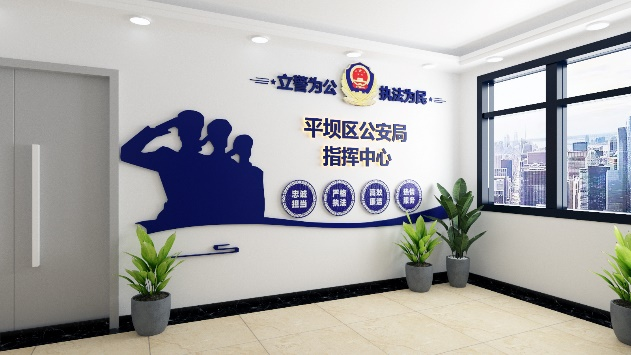 立警为公 执法为民
平坝区公安局
指挥中心
忠诚 严格 高效 热情
担当 执法 廉洁 服务